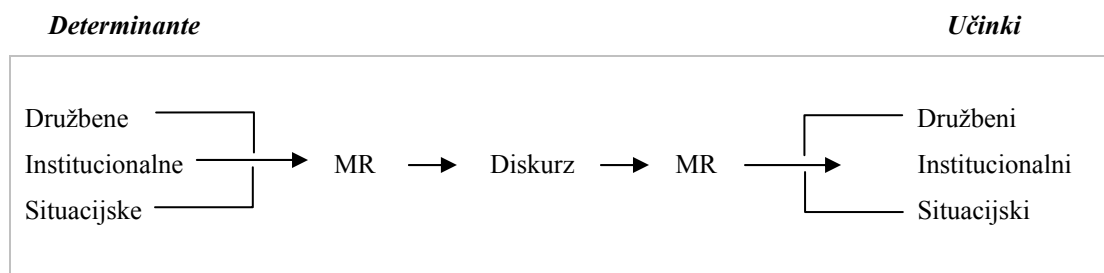 Determinante Učinki
Družbene Družbeni
Institucionalne MR Diskurz MR Institucionalni
Situacijske Situacijski